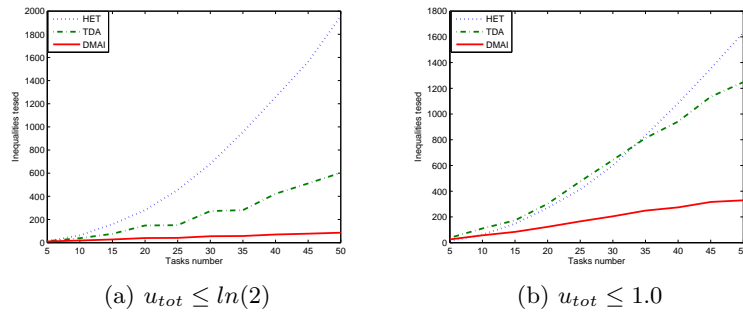 HET
TDA
DMAI
2000
1800
1600
1400
1200
1000
800
600
400
200
0
Inequalities tesed
5 10 15 20 25 30 35 40 45 50
Tasks number
(a) u_{tot} ≤ ln(2)
HET
TDA
DMAI
1800
1600
1400
1200
1000
800
600
400
200
0
Inequalities tesed
5 10 15 20 25 30 35 40 45 50
Tasks number
(b) u_{tot} ≤ 1.0